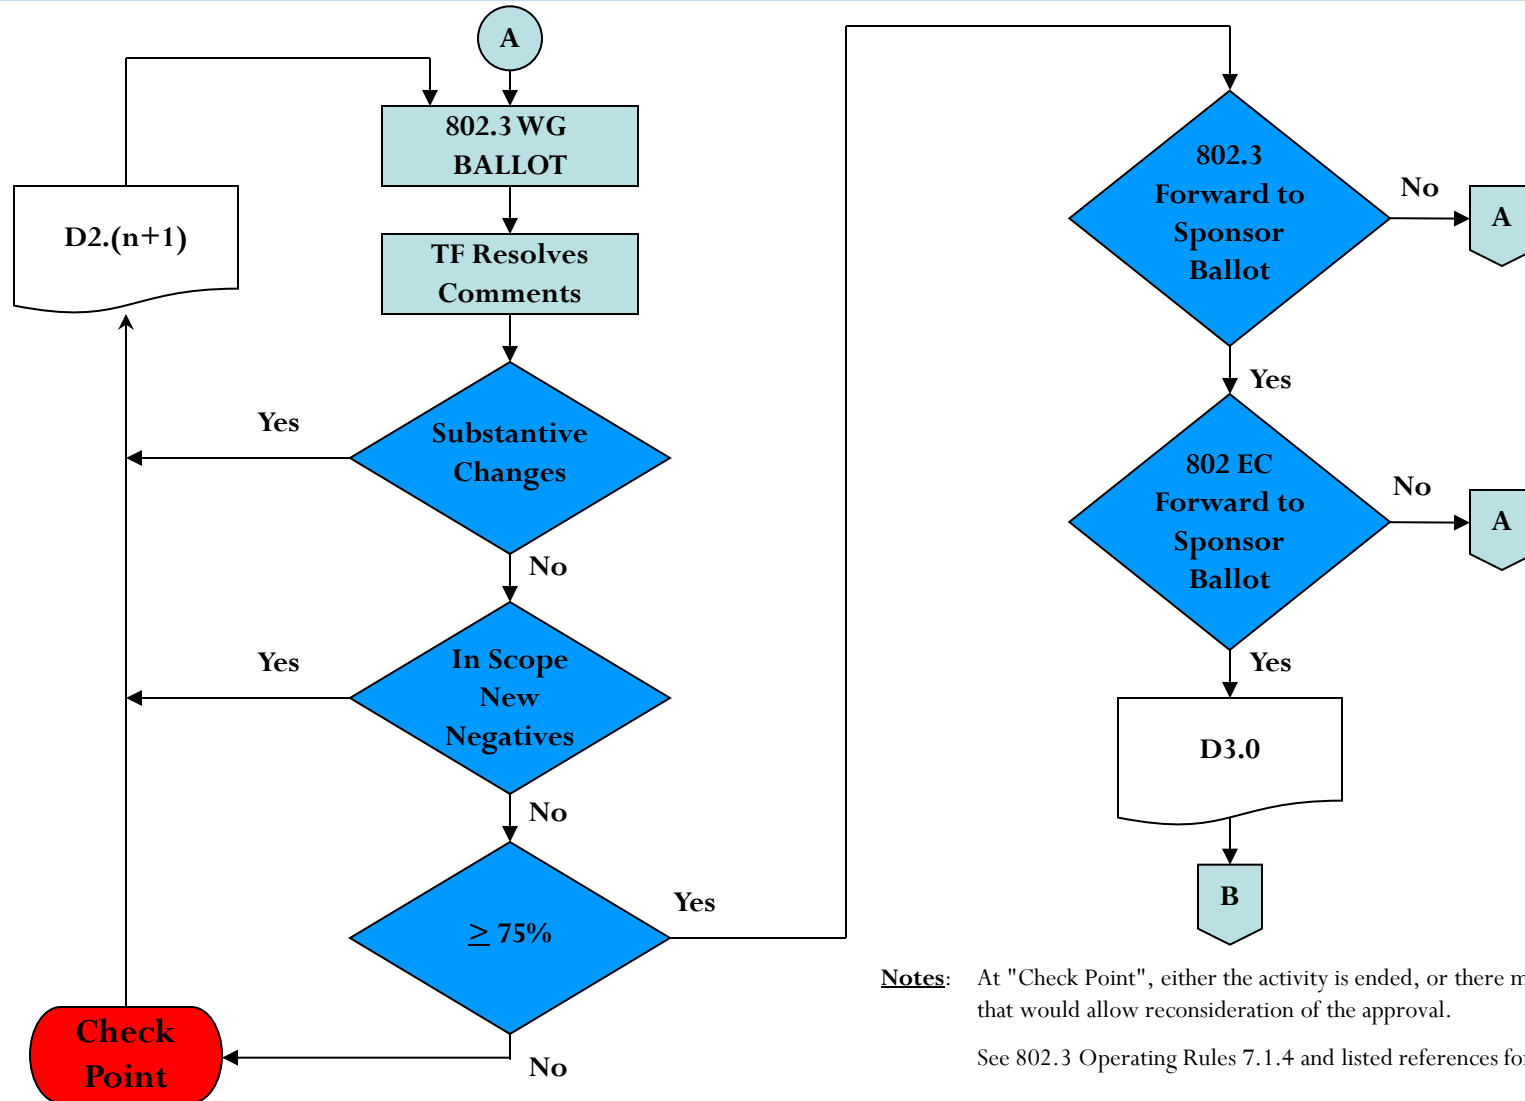 A
802.3 WG
BALLOT
D2.(n+1)
TF Resolves
Comments
Yes
Substantive
Changes
No
Yes
In Scope
New
Negatives
No
≥ 75%
Yes
No
Check
Point
802.3
Forward to
Sponsor
Ballot
No
A
Yes
802 EC
Forward to
Sponsor
Ballot
No
A
Yes
D3.0
B
Notes: At "Check Point", either the activity is ended, or there
that would allow reconsideration of the approval.
See 802.3 Operating Rules 7.1.4 and listed references